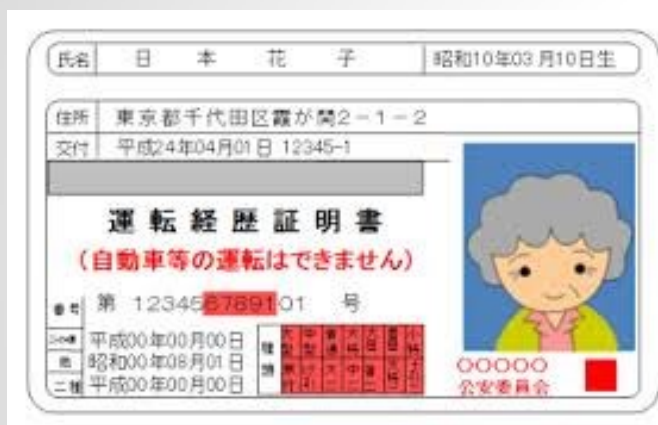 氏名 日本花子 昭和10年03月10日生
住所 東京都千代田区霞が関2-1-2
交付 平成24年04月01日 12345-1
運転経歴証明書
(自動車等の運転はできません)
番号 第 123456789101 号
平成00年00月00日
他 昭和00年08月01日
二種 平成00年00月00日
種類
○○○○○
公安委員会